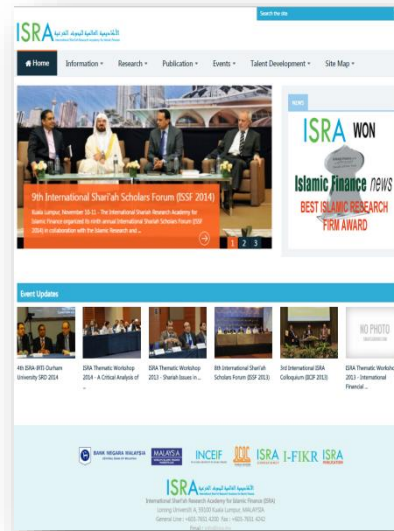 Search the site
ISRA
Home Information Research Publication Events Talent Development Site Map
9th International Shari'ah Scholars Forum (ISSF 2014)
Kuala Lumpur, November 10-11 - The International Shariah Research Academy for
Islamic Finance organized its ninth annual International Shariah Scholars Forum (ISSF
2014) in collaboration with the Islamic Research and ...
1 2 3
NEWS
ISRA WON
Islamic Finance news
BEST ISLAMIC RESEARCH
FIRM AWARD
Event Updates
4th ISRA-IRTI-Durham
University SRD 2014
ISRA Thematic Workshop
2014 - A Critical Analysis of
...
ISRA Thematic Workshop
2013 - Shariah Issues in ...
8th International Shari'ah
Scholars Forum (ISSF 2013)
3rd International ISRA
Colloquium (IICIF 2013)
NO PHOTO
ISRA Thematic Workshop
2013 - International
Financial ...
BANK NEGARA MALAYSIA
MALAYSIA
INCEIF
ISRA
I-FIKR
ISRA
ISRA
International Shari'ah Research Academy for Islamic Finance (ISRA)